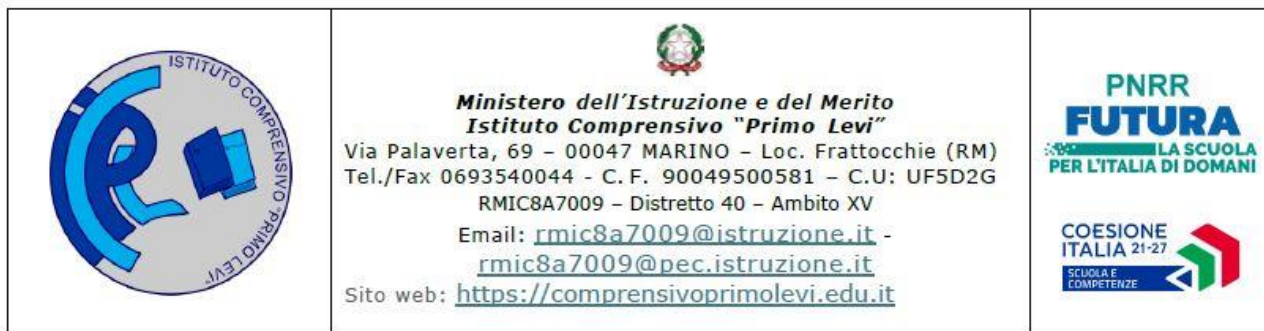 ISTITUTO COMPRENSIVO "PRIMO LEVI"
Ministero dell'Istruzione e del Merito
Istituto Comprensivo "Primo Levi"
Via Palaverta, 69 – 00047 MARINO – Loc. Frattocchie (RM)
Tel./Fax 0693540044 - C.F. 90049500581 – C.U: UF5D2G
RMIC8A7009 – Distretto 40 – Ambito XV
Email: rmic8a7009@istruzione.it -
rmic8a7009@pec.istruzione.it
Sito web: https://comprensivoprimolevi.edu.it
PNRR
FUTURA
LA SCUOLA
PER L'ITALIA DI DOMANI
COESIONE
ITALIA 21-27
SCUOLA E
COMPETENZE